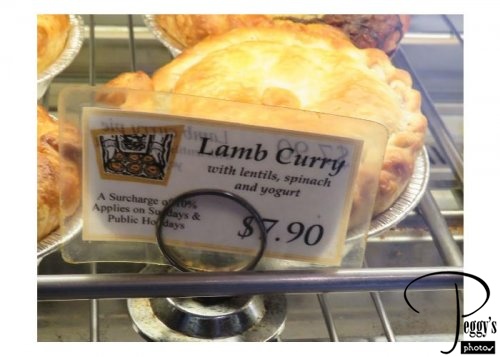 Lamb Curry
with lentils, spinach
and yogurt
A Surcharge of 10%
Applies on Sundays &
Public Holidays
$7.90
Peggy's
photos